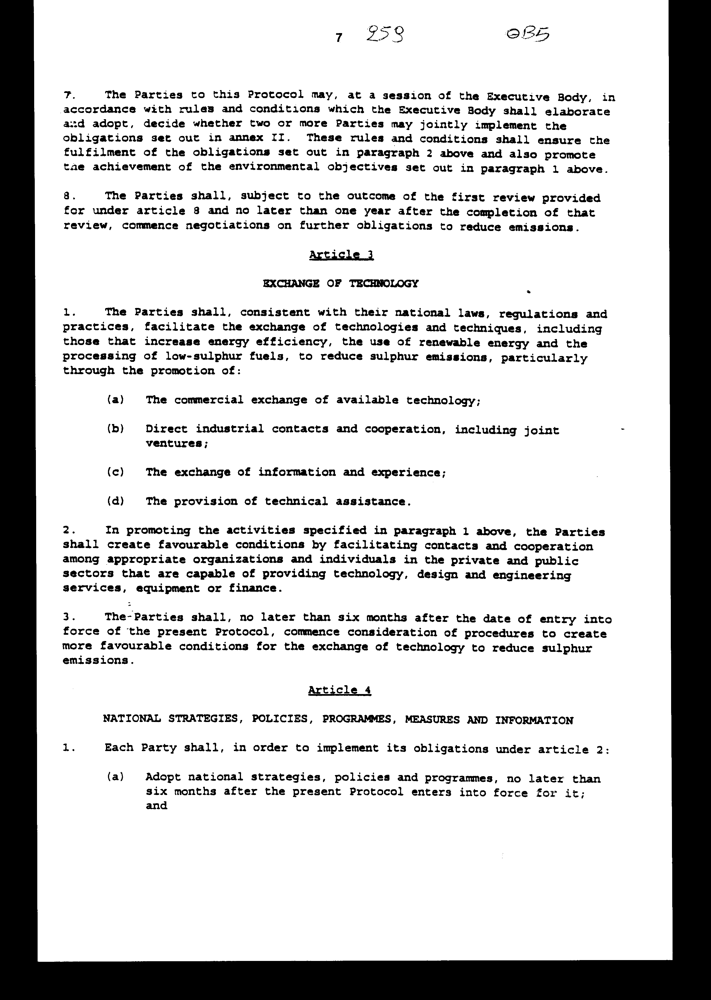 7 259 OB5
7. The Parties to this Protocol may, at a session of the Executive Body, in
accordance with rules and conditions which the Executive Body shall elaborate
and adopt, decide whether two or more Parties may jointly implement the
obligations set out in annex II. These rules and conditions shall ensure the
fulfilment of the obligations set out in paragraph 2 above and also promote
the achievement of the environmental objectives set out in paragraph 1 above.
8. The Parties shall, subject to the outcome of the first review provided
for under article 8 and no later than one year after the completion of that
review, commence negotiations on further obligations to reduce emissions.
Article 3
EXCHANGE OF TECHNOLOGY
1. The Parties shall, consistent with their national laws, regulations and
practices, facilitate the exchange of technologies and techniques, including
those that increase energy efficiency, the use of renewable energy and the
processing of low-sulphur fuels, to reduce sulphur emissions, particularly
through the promotion of:
(a) The commercial exchange of available technology;
(b) Direct industrial contacts and cooperation, including joint
ventures;
(c) The exchange of information and experience;
(d) The provision of technical assistance.
2. In promoting the activities specified in paragraph 1 above, the Parties
shall create favourable conditions by facilitating contacts and cooperation
among appropriate organizations and individuals in the private and public
sectors that are capable of providing technology, design and engineering
services, equipment or finance.
3. The Parties shall, no later than six months after the date of entry into
force of the present Protocol, commence consideration of procedures to create
more favourable conditions for the exchange of technology to reduce sulphur
emissions.
Article 4
NATIONAL STRATEGIES, POLICIES, PROGRAMMES, MEASURES AND INFORMATION
1. Each Party shall, in order to implement its obligations under article 2:
(a) Adopt national strategies, policies and programmes, no later than
six months after the present Protocol enters into force for it;
and